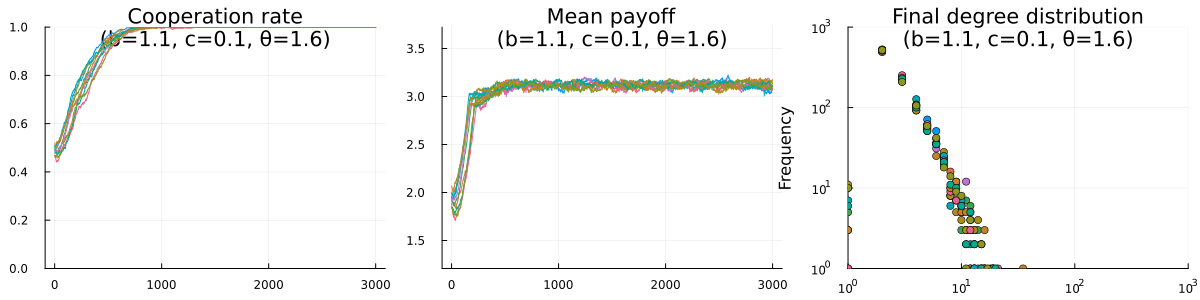 Cooperation rate
(b=1.1, c=0.1, θ=1.6)
1.0
0.8
0.6
0.4
0.2
0.0
0 1000 2000 3000
Mean payoff
(b=1.1, c=0.1, θ=1.6)
3.5
3.0
2.5
2.0
1.5
0 1000 2000 3000
Final degree distribution
(b=1.1, c=0.1, θ=1.6)
Frequency
10³
10²
10¹
10⁰
10⁰ 10¹ 10² 10³